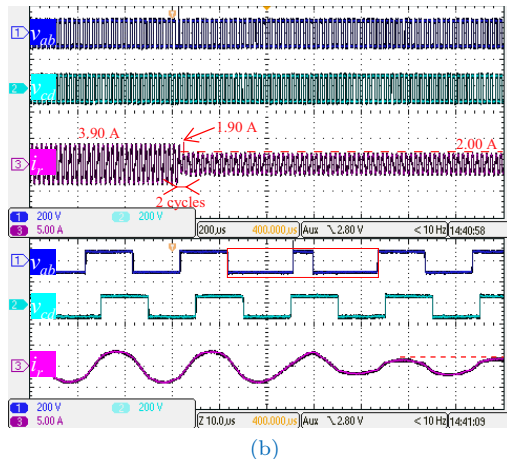 1 v_ab
2 v_cd
3.90 A
1.90 A
2.00 A
3 i_r
2 cycles
1 200 V 2 200 V
3 5.00 A 200,us 400.000,us Aux 2.80 V <10 Hz 14:40:58
1 v_ab
2 v_cd
3 i_r
1 200 V 2 200 V
3 5.00 A Z 10.0,us 400.000,us Aux 2.80 V <10 Hz 14:41:09
(b)